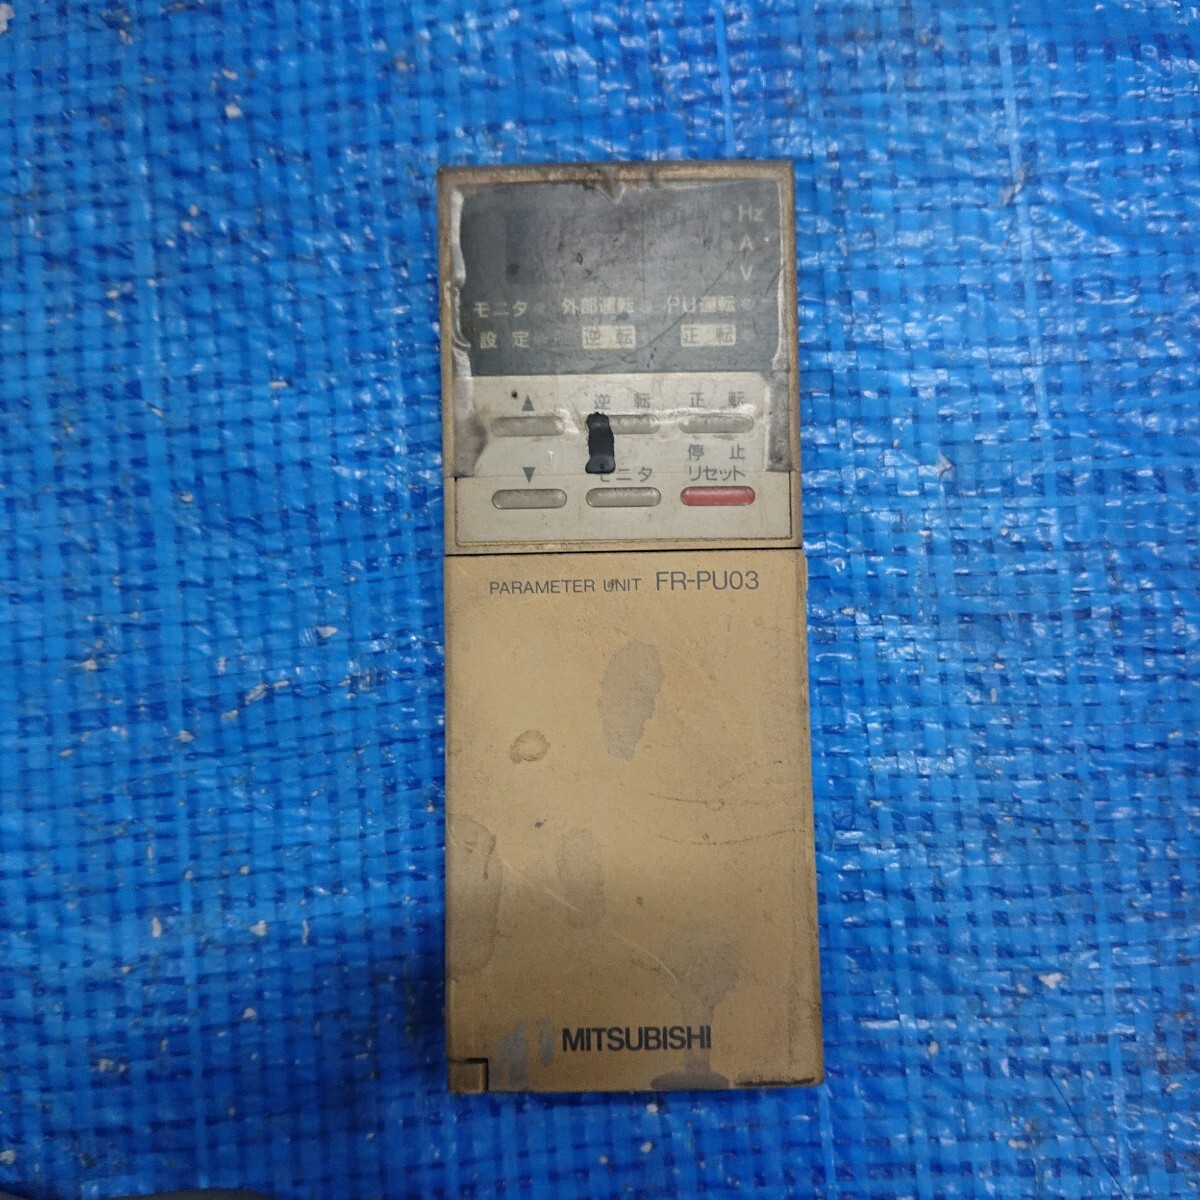 Hz
A
V
モニタ 外部運転 PU運転
設定 逆転 正転
▲ 逆転 正転
停止
▼ モニタ リセット
PARAMETER UNIT FR-PU03
MITSUBISHI